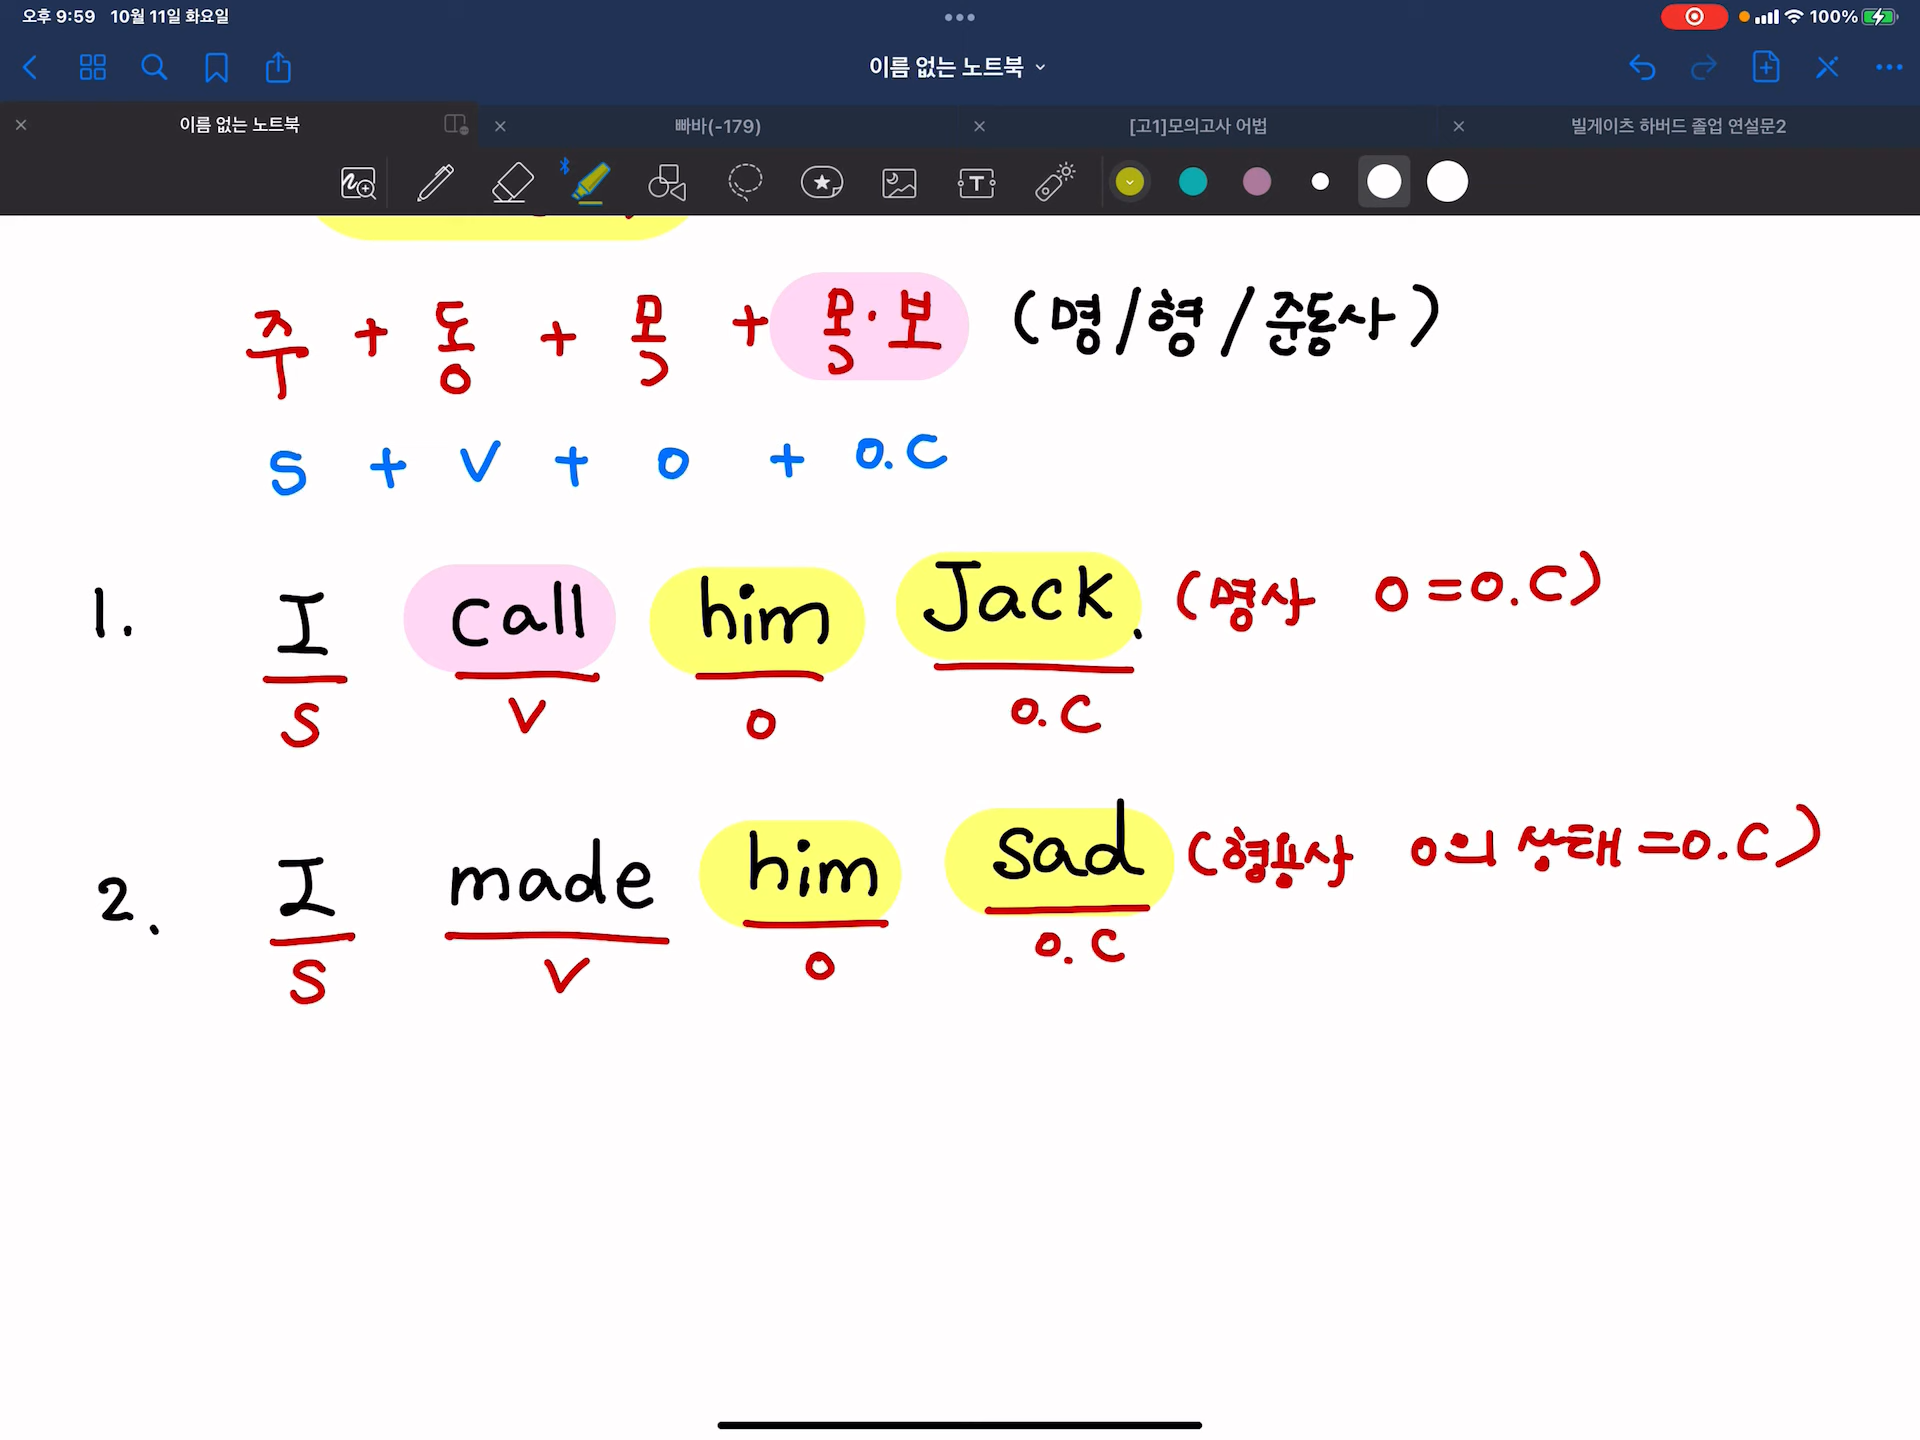 오후 9:59 10월 11일 화요일 100%
이름 없는 노트북
이름 없는 노트북 빠바(-179) [고1]모의고사 어법 빌게이츠 하버드 졸업 연설문2
주 + 동 + 목 + 목·보 (명/형/준동사)
S + V + O + O.C
1. I call him Jack. (명사 O=O.C)
S V O O.C
2. I made him sad (형용사 O의 상태=O.C)
S V O O.C